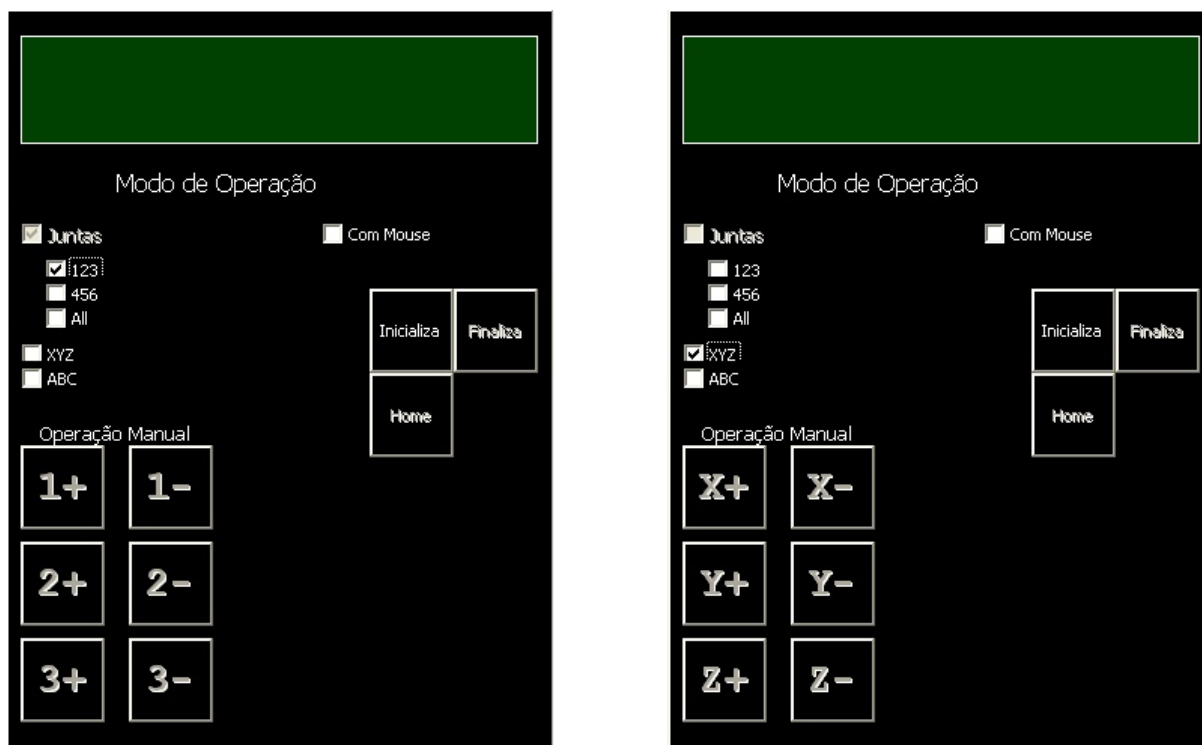 Modo de Operação
Juntas
Com Mouse
123
456
All
Inicializa
Finaliza
XYZ
ABC
Home
Operação Manual
1+ 1-
2+ 2-
3+ 3-
Modo de Operação
Juntas
Com Mouse
123
456
All
Inicializa
Finaliza
XYZ
ABC
Home
Operação Manual
X+ X-
Y+ Y-
Z+ Z-